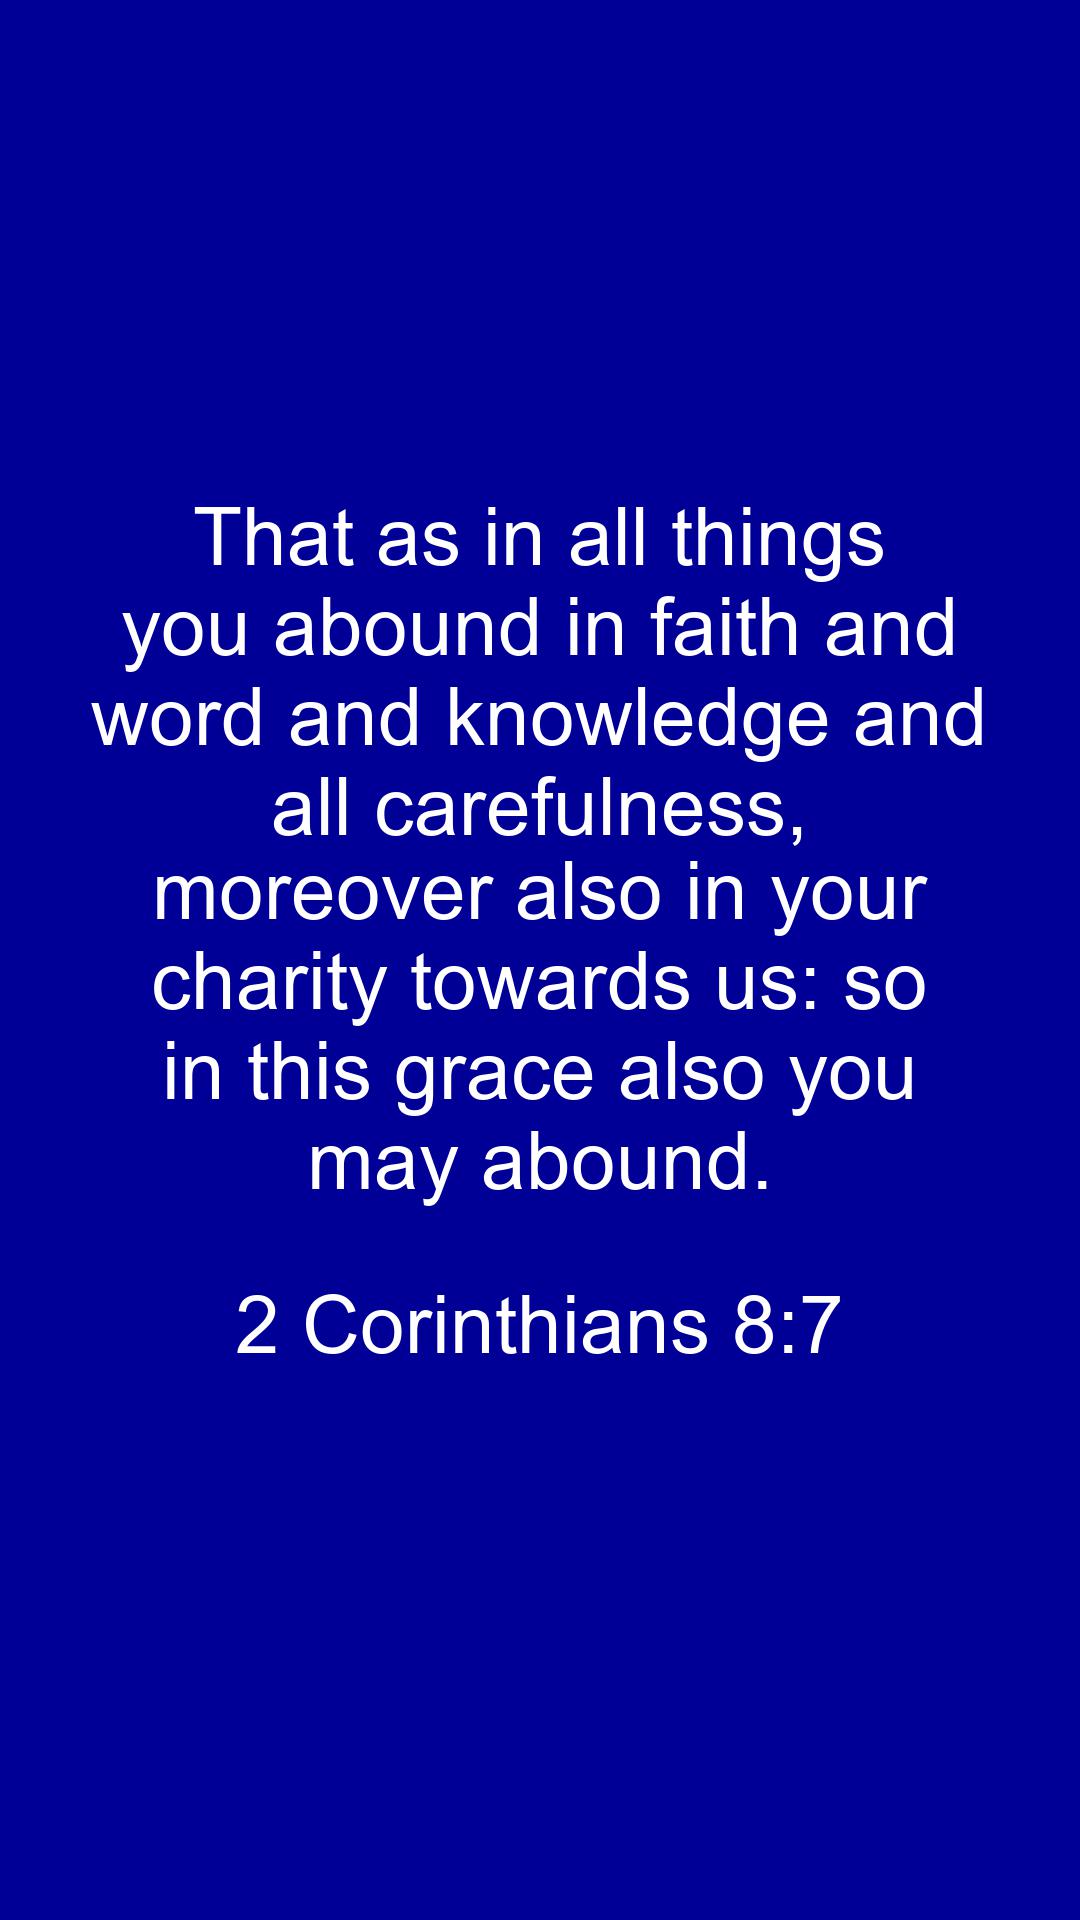 That as in all things
you abound in faith and
word and knowledge and
all carefulness,
moreover also in your
charity towards us: so
in this grace also you
may abound.
2 Corinthians 8:7